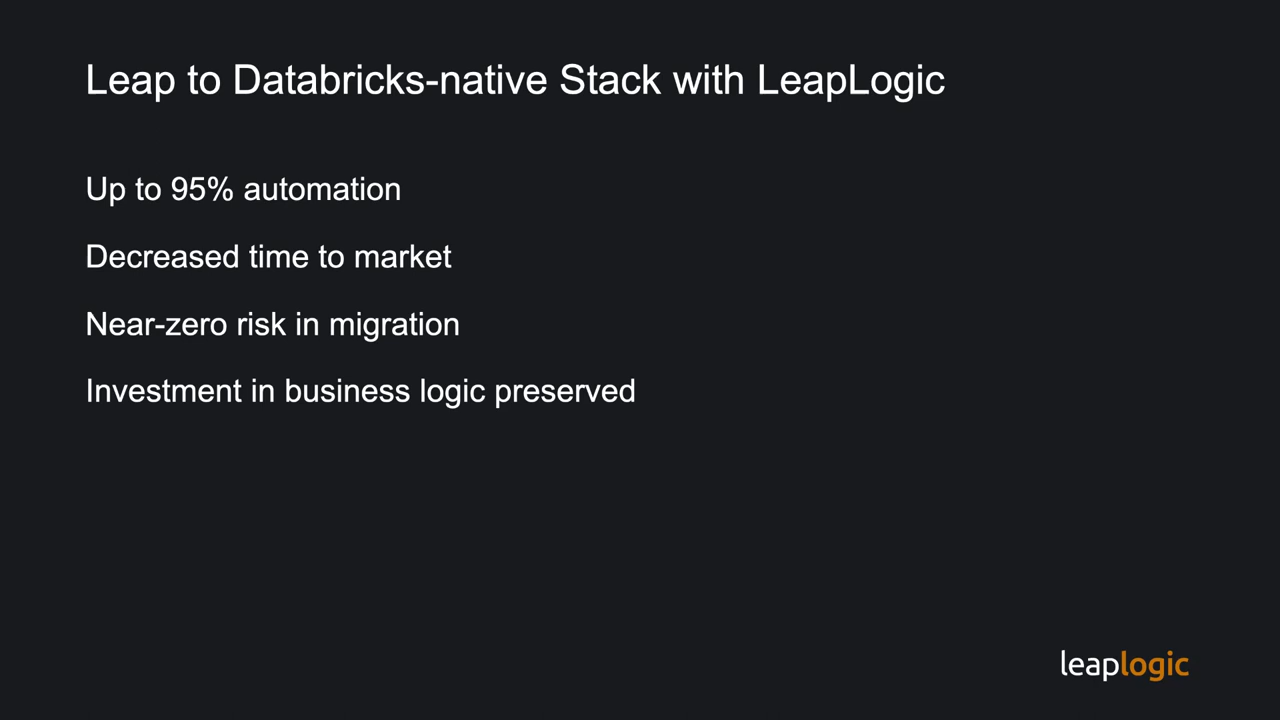 Leap to Databricks-native Stack with LeapLogic
Up to 95% automation
Decreased time to market
Near-zero risk in migration
Investment in business logic preserved
leaplogic